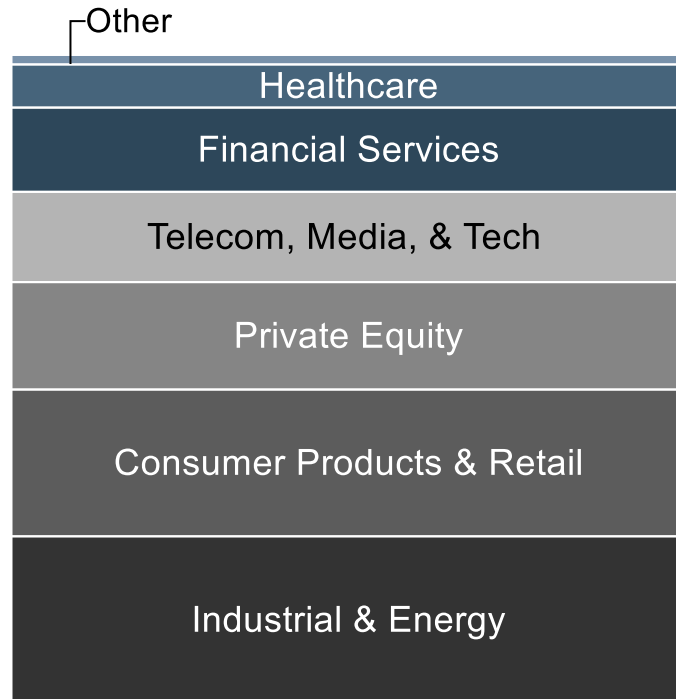 Other
Healthcare
Financial Services
Telecom, Media, & Tech
Private Equity
Consumer Products & Retail
Industrial & Energy